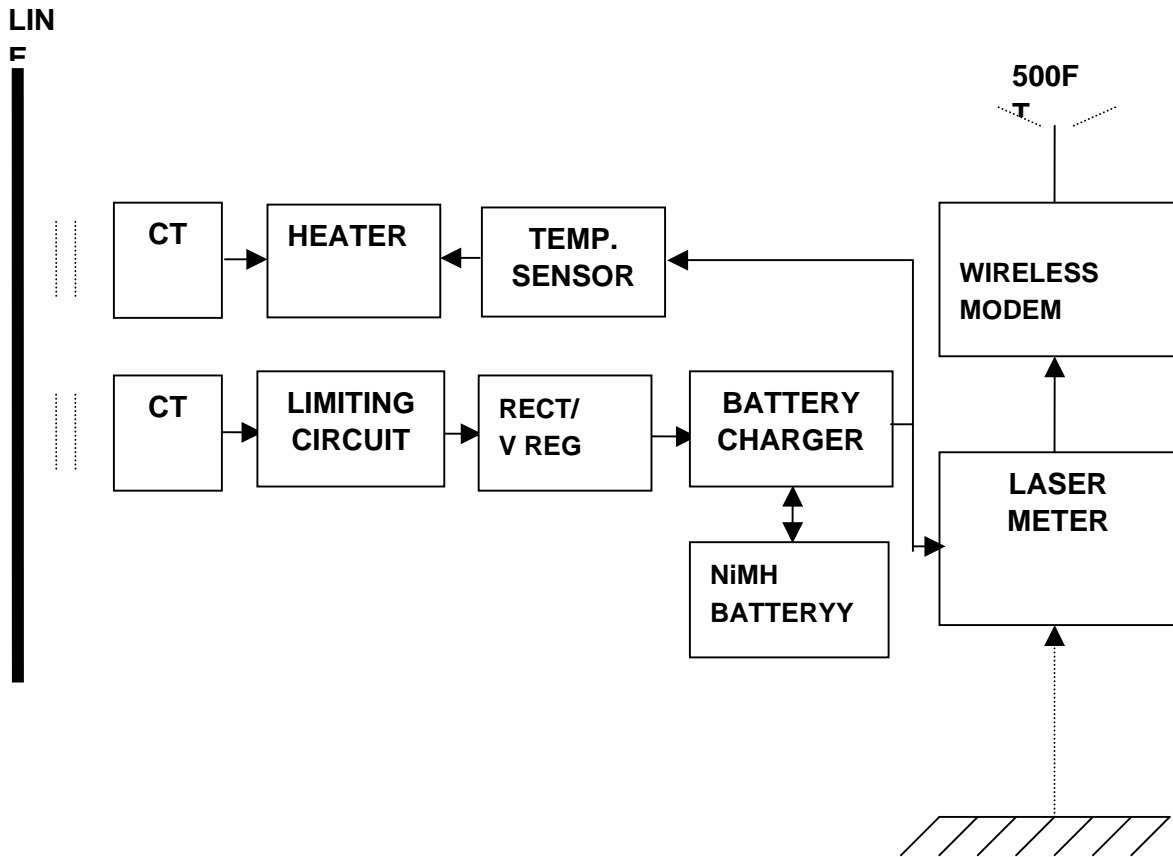 LIN
E
500F
T
CT
HEATER
TEMP.
SENSOR
WIRELESS
MODEM
CT
LIMITING
CIRCUIT
RECT/
V REG
BATTERY
CHARGER
LASER
METER
NiMH
BATTERYY